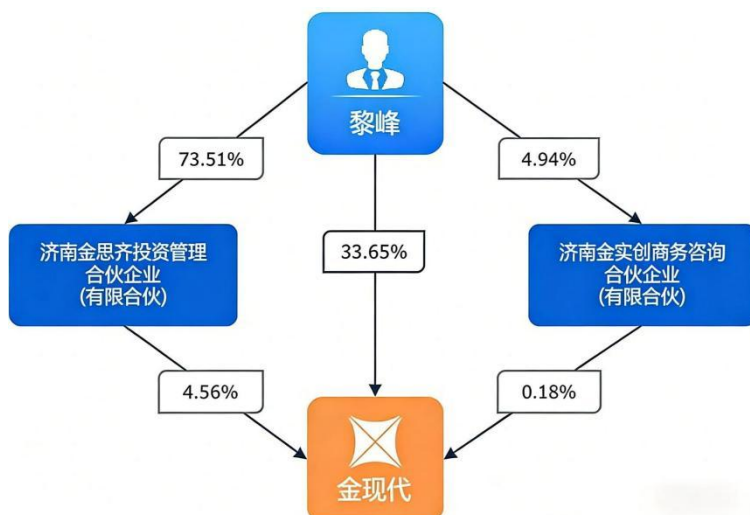 黎峰
73.51%
4.94%
济南金思齐投资管理
合伙企业
(有限合伙)
33.65%
济南金实创商务咨询
合伙企业
(有限合伙)
4.56%
0.18%
金现代